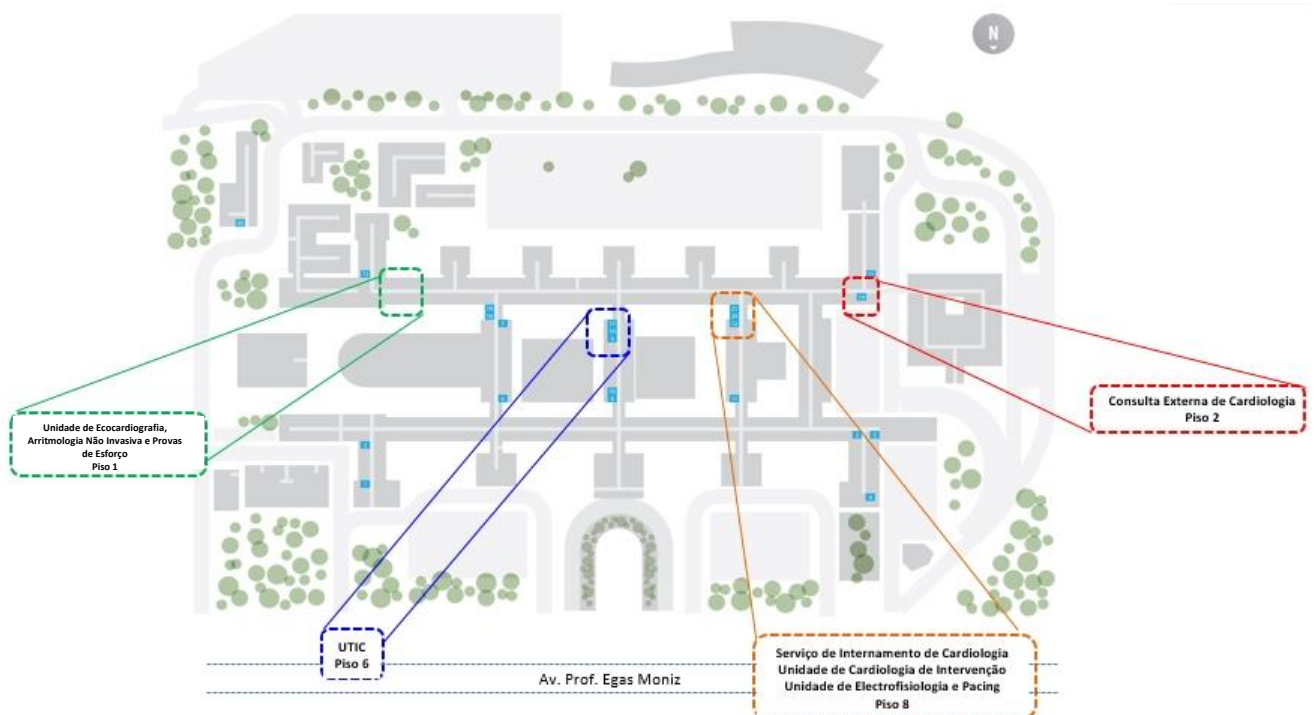 N
Unidade de Ecocardiografia,
Arritmologia Não Invasiva e Provas
de Esforço
Piso 1
Consulta Externa de Cardiologia
Piso 2
UTIC
Piso 6
Serviço de Internamento de Cardiologia
Unidade de Cardiologia de Intervenção
Unidade de Electrofisiologia e Pacing
Piso 8
Av. Prof. Egas Moniz